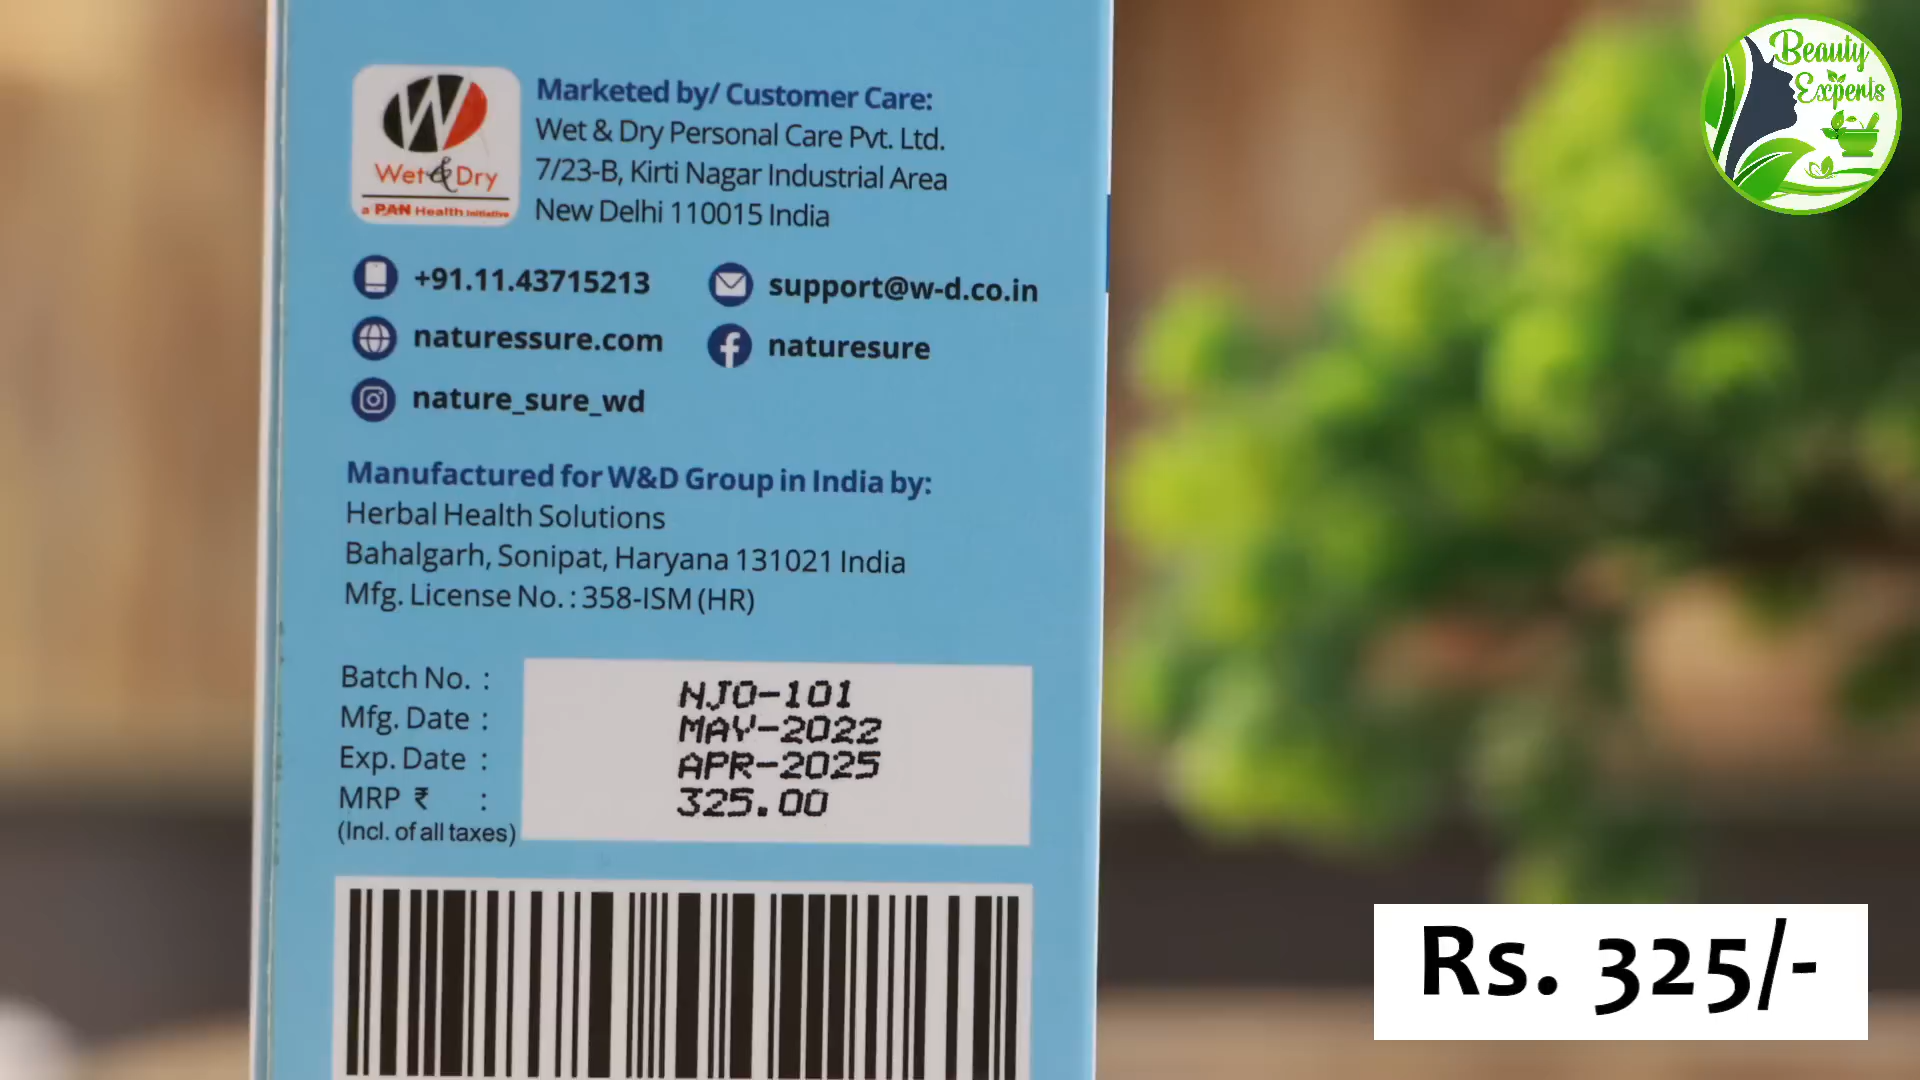 Beauty
Experts
W
Wet & Dry
a PAN Health Initiative
Marketed by/ Customer Care:
Wet & Dry Personal Care Pvt. Ltd.
7/23-B, Kirti Nagar Industrial Area
New Delhi 110015 India
+91.11.43715213
support@w-d.co.in
naturessure.com
naturesure
nature_sure_wd
Manufactured for W&D Group in India by:
Herbal Health Solutions
Bahalgarh, Sonipat, Haryana 131021 India
Mfg. License No. : 358-ISM (HR)
Batch No. : NJO-101
Mfg. Date : MAY-2022
Exp. Date : APR-2025
MRP ₹ : 325.00
(Incl. of all taxes)
Rs. 325/-